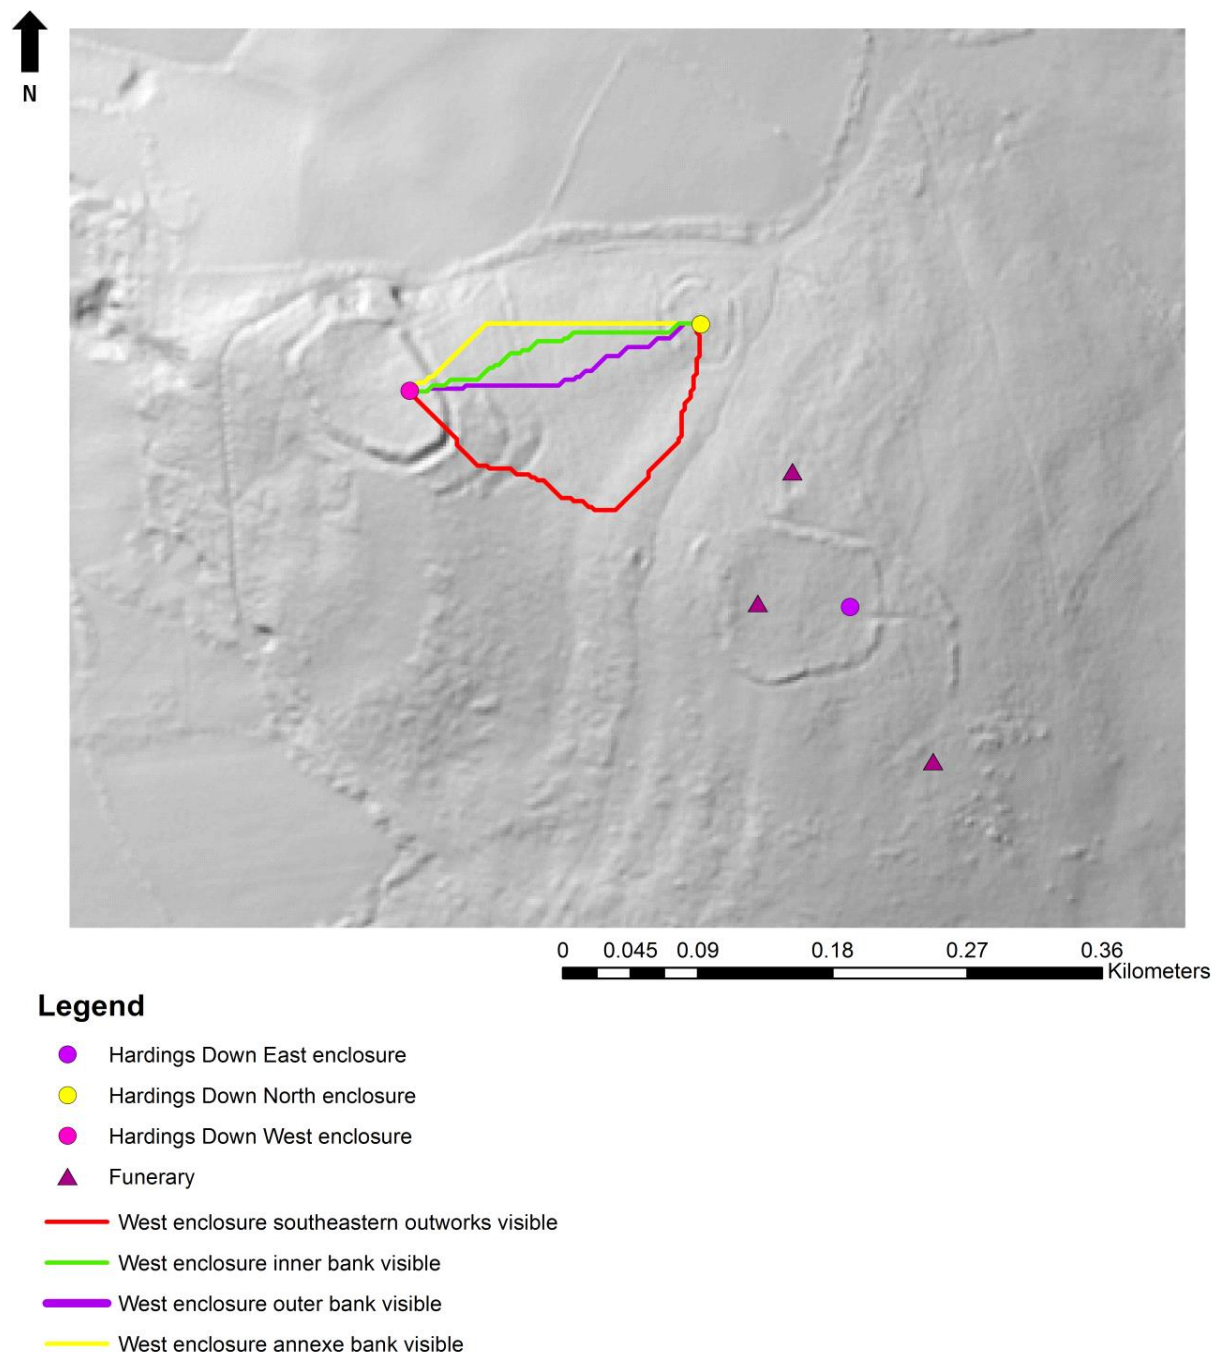 N
0 0.045 0.09 0.18 0.27 0.36
Kilometers
Legend
Hardings Down East enclosure
Hardings Down North enclosure
Hardings Down West enclosure
Funerary
West enclosure southeastern outworks visible
West enclosure inner bank visible
West enclosure outer bank visible
West enclosure annexe bank visible